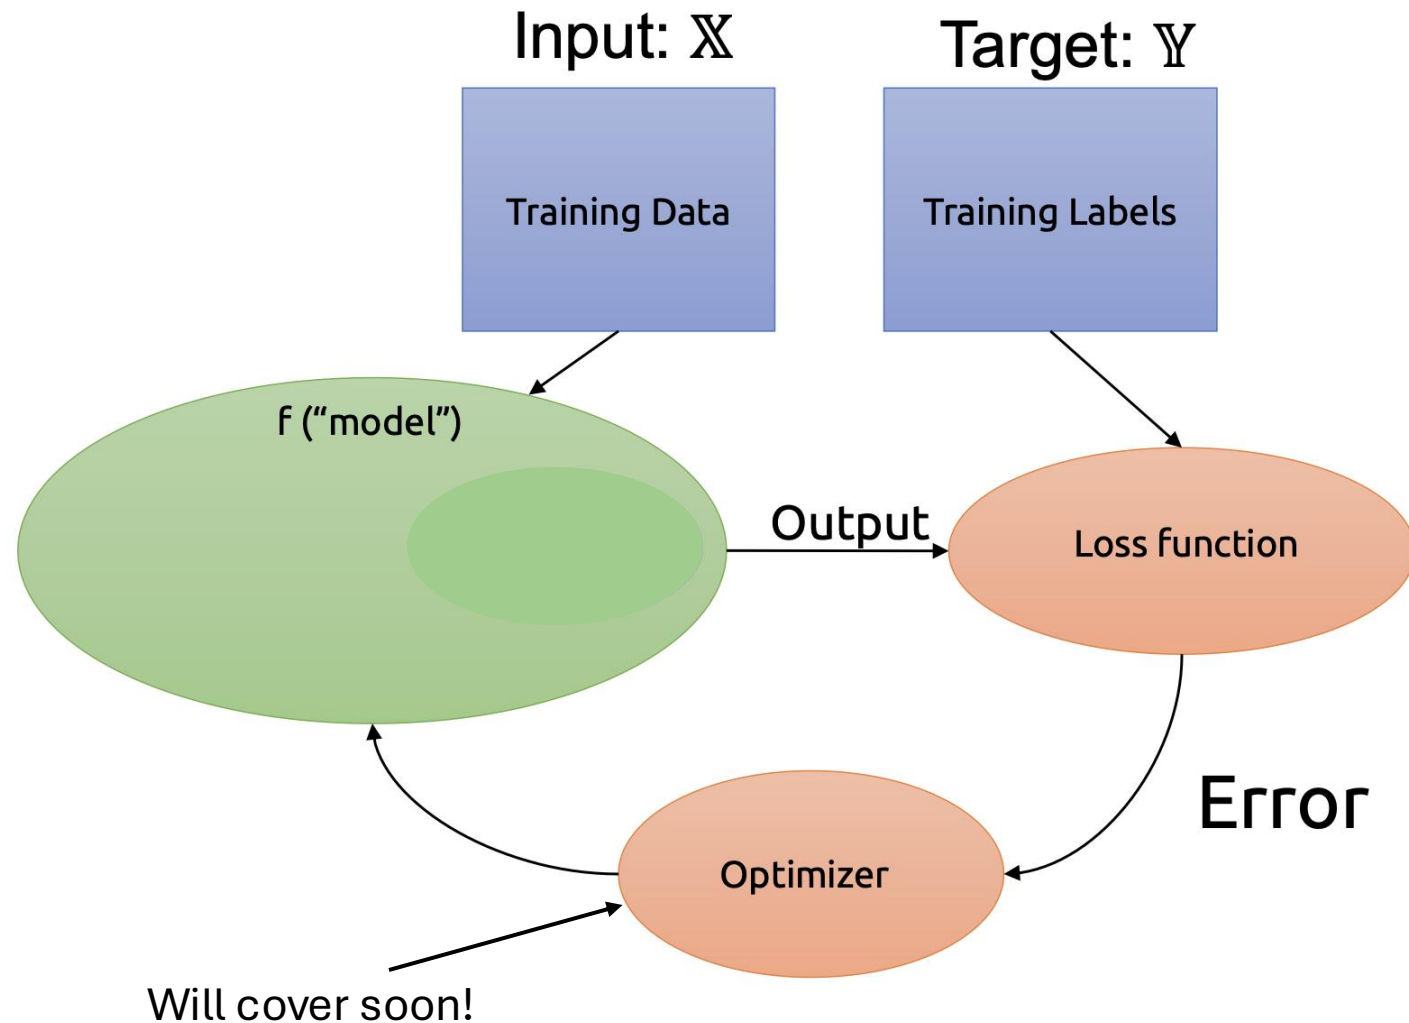 Input: 𝕏
Target: 𝕐
Training Data
Training Labels
f (“model”)
Output
Loss function
Error
Optimizer
Will cover soon!